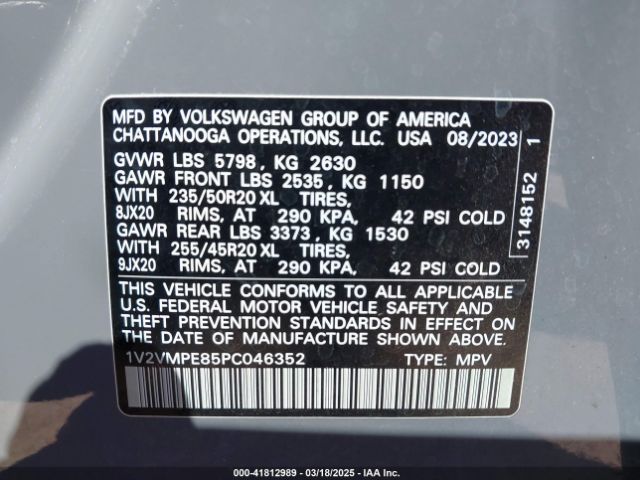 MFD BY VOLKSWAGEN GROUP OF AMERICA
CHATTANOOGA OPERATIONS, LLC. USA 08/2023
GVWR LBS 5798, KG 2630
GAWR FRONT LBS 2535, KG 1150
WITH 235/50R20 XL TIRES,
8JX20 RIMS, AT 290 KPA, 42 PSI COLD
GAWR REAR LBS 3373, KG 1530
WITH 255/45R20 XL TIRES,
9JX20 RIMS, AT 290 KPA, 42 PSI COLD
THIS VEHICLE CONFORMS TO ALL APPLICABLE
U.S. FEDERAL MOTOR VEHICLE SAFETY AND
THEFT PREVENTION STANDARDS IN EFFECT ON
THE DATE OF MANUFACTURE SHOWN ABOVE.
1V2VMPE85PC046352 TYPE: MPV
3148152 1
000-41812989 - 03/18/2025 - IAA Inc.